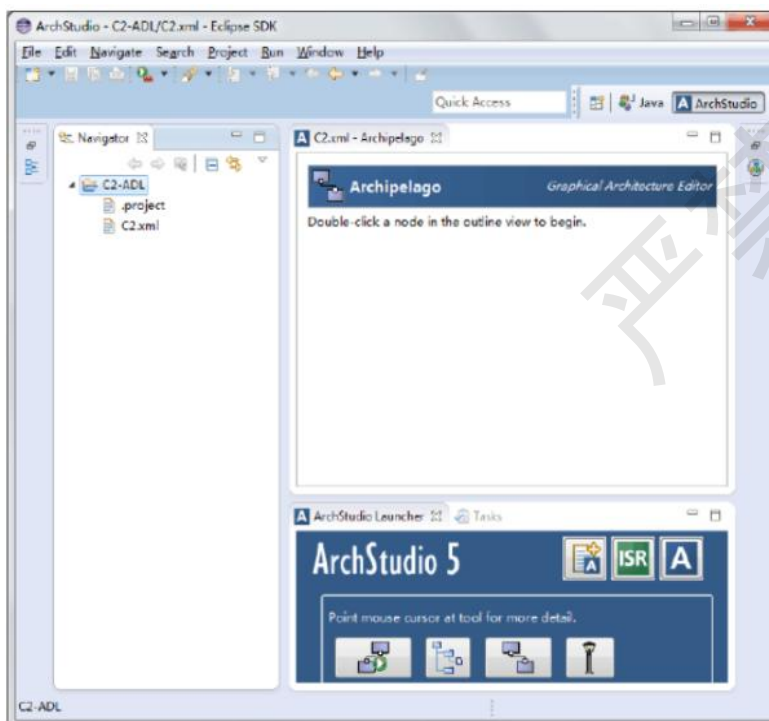 ArchStudio - C2-ADL/C2.xml - Eclipse SDK
File Edit Navigate Search Project Run Window Help
Quick Access
Java
ArchStudio
Navigator
C2-ADL
.project
C2.xml
C2.xml - Archipelago
Archipelago
Graphical Architecture Editor
Double-click a node in the outline view to begin.
ArchStudio Launcher
Tasks
ArchStudio 5
ISR
A
Point mouse cursor at tool for more detail.
C2-ADL
严禁